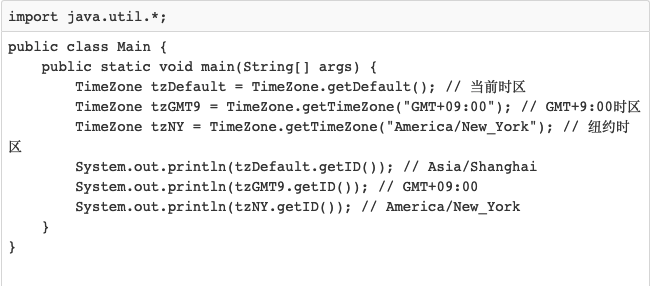 import java.util.*;
public class Main {
    public static void main(String[] args) {
        TimeZone tzDefault = TimeZone.getDefault(); // 当前时区
        TimeZone tzGMT9 = TimeZone.getTimeZone("GMT+09:00"); // GMT+9:00时区
        TimeZone tzNY = TimeZone.getTimeZone("America/New_York"); // 纽约时
区
        System.out.println(tzDefault.getID()); // Asia/Shanghai
        System.out.println(tzGMT9.getID()); // GMT+09:00
        System.out.println(tzNY.getID()); // America/New_York
    }
}